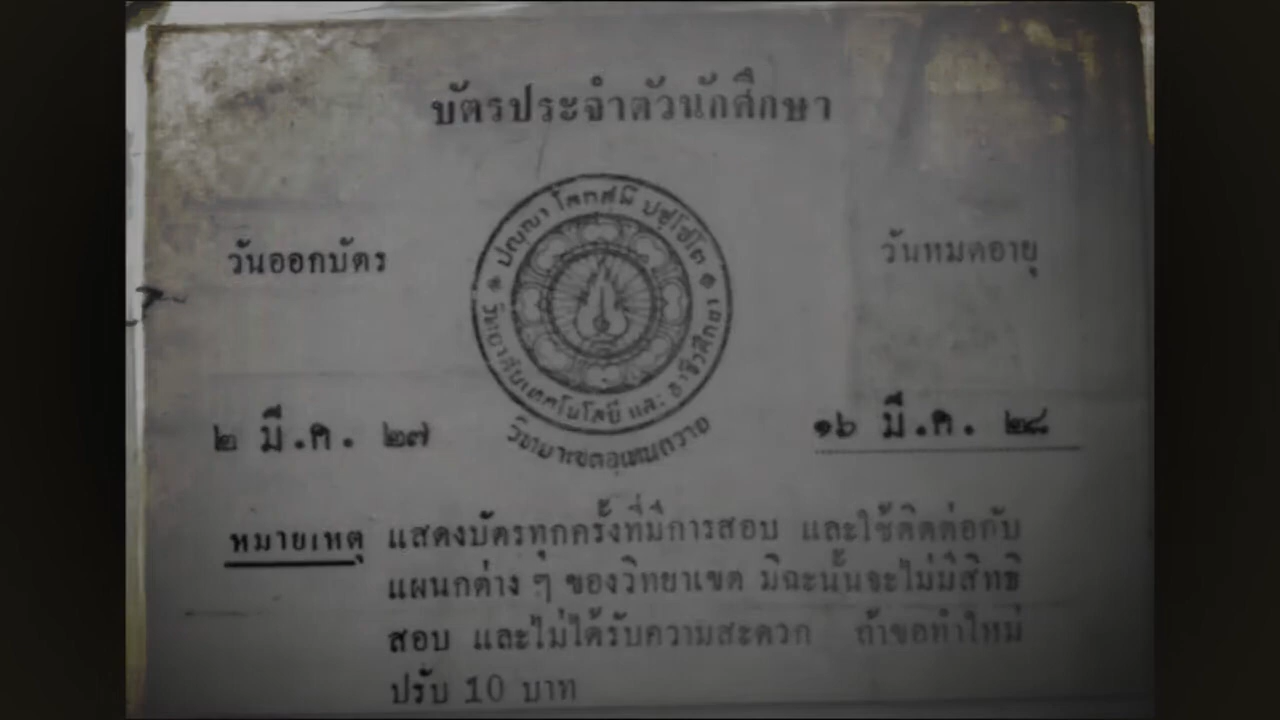 บัตรประจำตัวนักศึกษา
ปญฺญา โลกสฺมิ ปชฺโชโต
วิทยาลัยเทคโนโลยี และ อาชีวศึกษา
วิทยาเขตอุเทนถวาย
วันออกบัตร
วันหมดอายุ
๒ มี.ค. ๒๗
๑๖ มี.ค. ๒๘
หมายเหตุ แสดงบัตรทุกครั้งที่มีการสอบ และใช้ติดต่อกับ
แผนกต่าง ๆ ของวิทยาเขต มิฉะนั้นจะไม่มีสิทธิ
สอบ และไม่ได้รับความสะดวก ถ้าขอทำใหม่
ปรับ 10 บาท